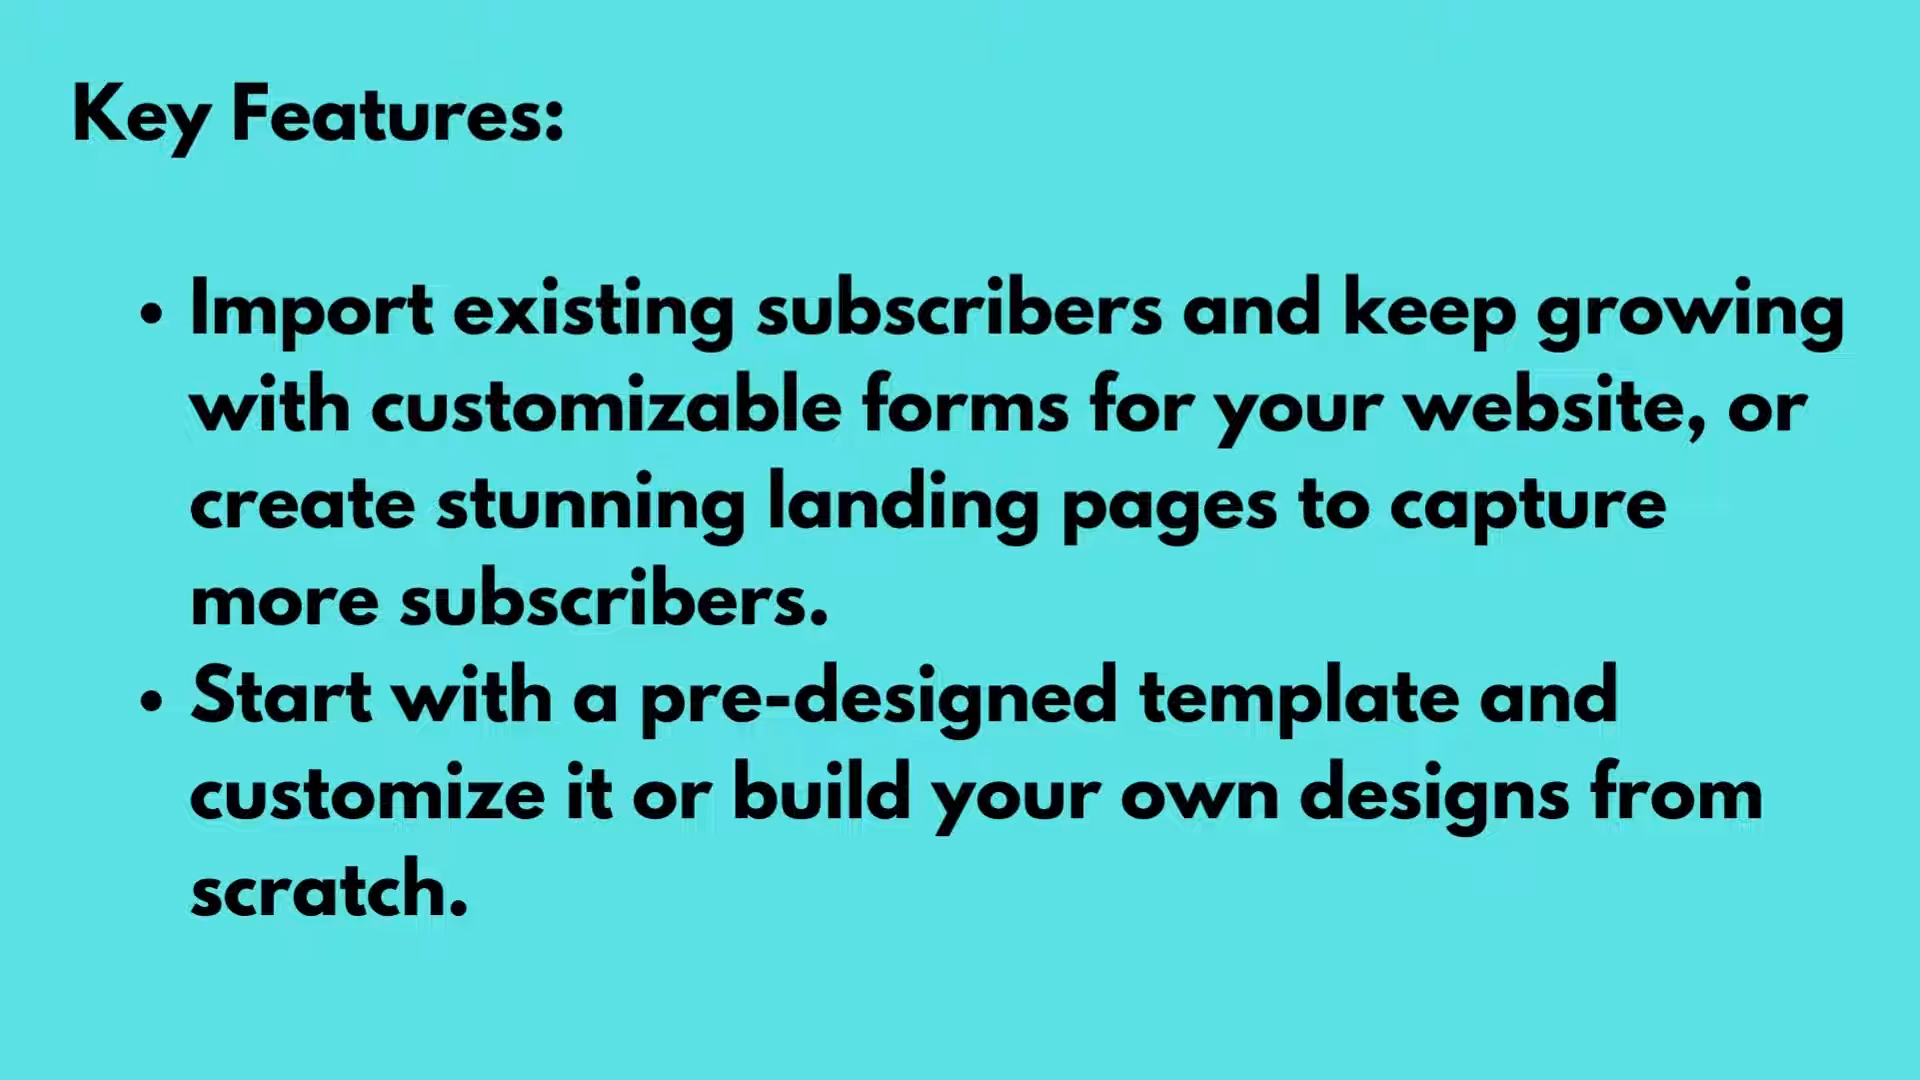 Key Features:
• Import existing subscribers and keep growing
with customizable forms for your website, or
create stunning landing pages to capture
more subscribers.
• Start with a pre-designed template and
customize it or build your own designs from
scratch.